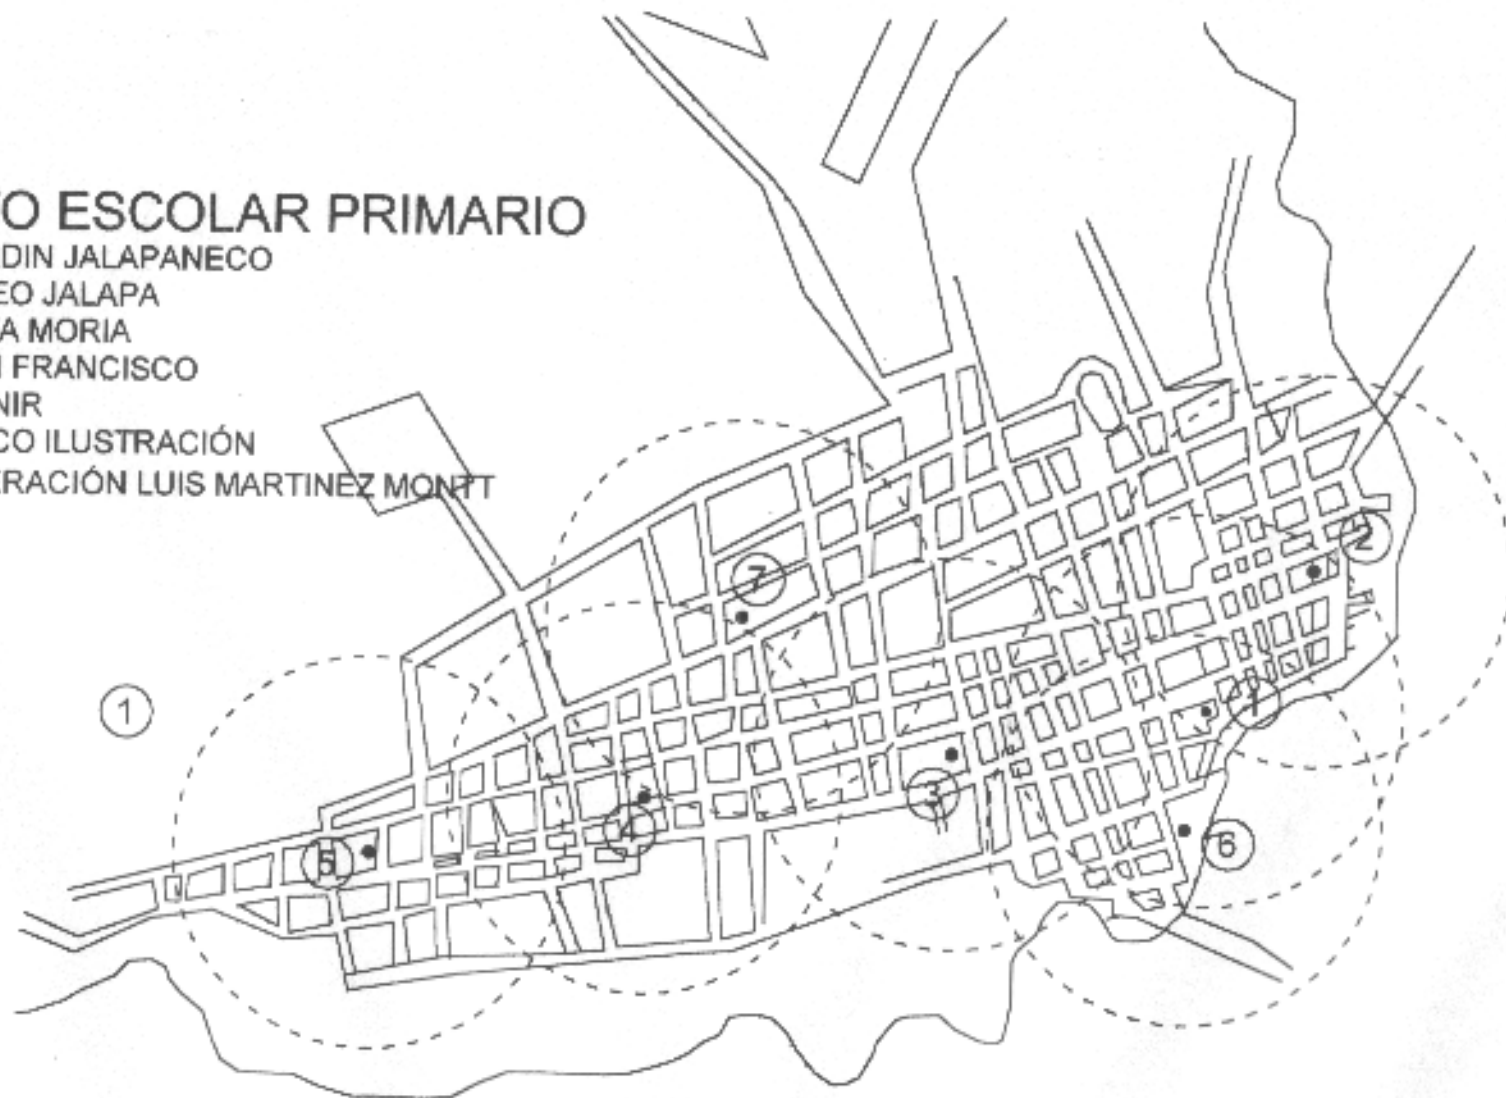 O ESCOLAR PRIMARIO
DIN JALAPANECO
EO JALAPA
A MORIA
FRANCISCO
NIR
CO ILUSTRACIÓN
ERACIÓN LUIS MARTINEZ MONTT
2
7
1
1
3
4
5
6